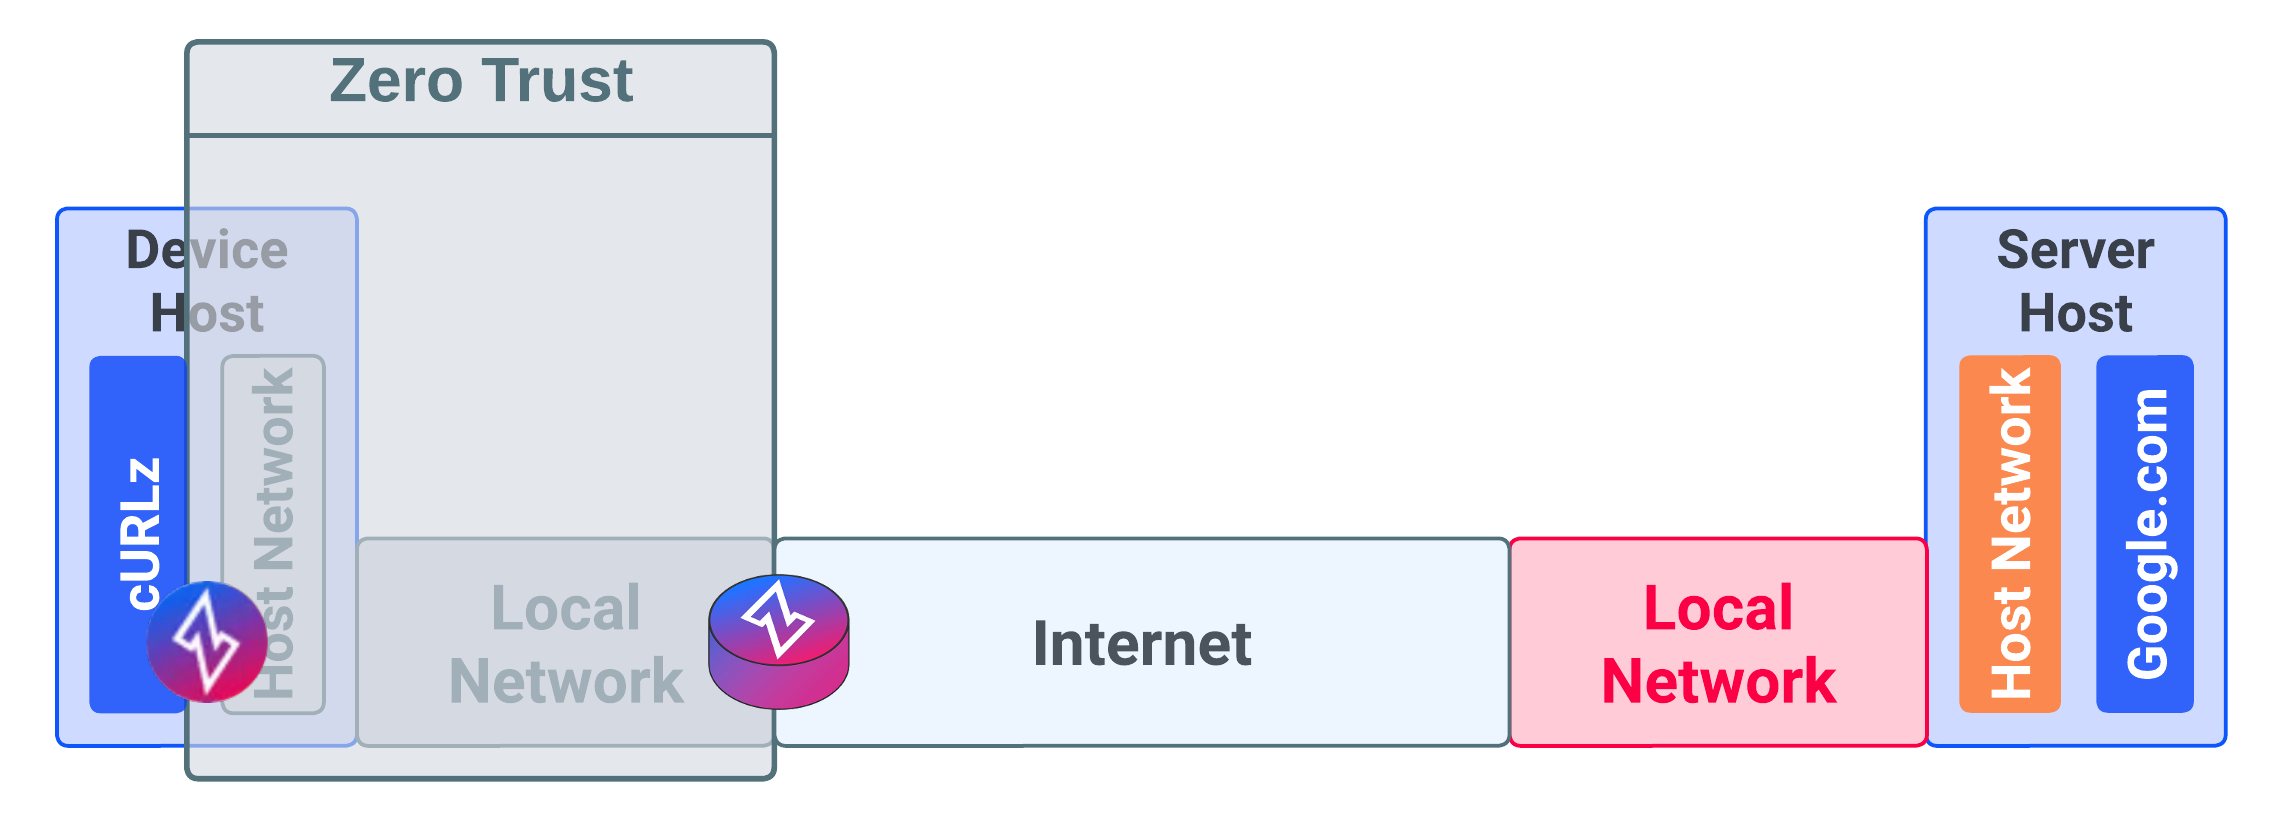 Zero Trust
Device
Host
cURLz
Host Network
Local
Network
Internet
Local
Network
Server
Host
Host Network
Google.com